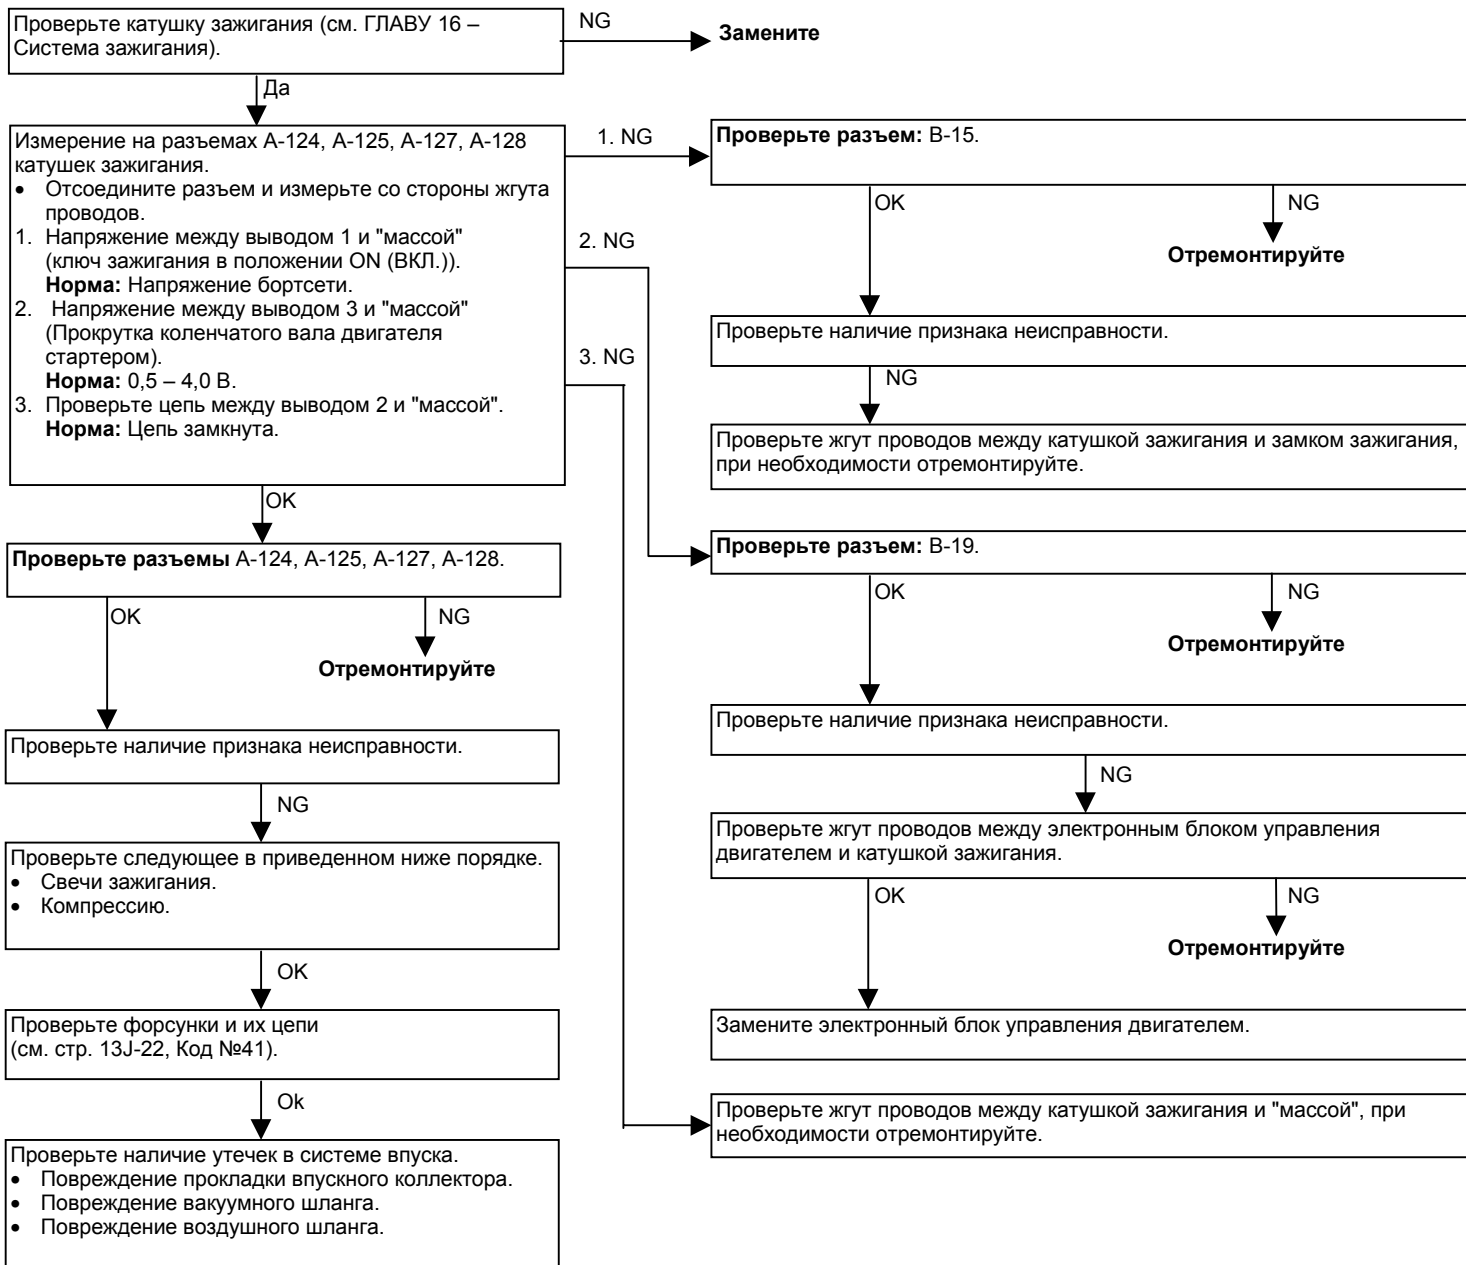 Проверьте катушку зажигания (см. ГЛАВУ 16 –
Система зажигания).
NG
Замените
Да
Измерение на разъемах А-124, А-125, А-127, А-128
катушек зажигания.
• Отсоедините разъем и измерьте со стороны жгута
проводов.
1. Напряжение между выводом 1 и "массой"
(ключ зажигания в положении ON (ВКЛ.)).
Норма: Напряжение бортсети.
2. Напряжение между выводом 3 и "массой"
(Прокрутка коленчатого вала двигателя
стартером).
Норма: 0,5 – 4,0 В.
3. Проверьте цепь между выводом 2 и "массой".
Норма: Цепь замкнута.
1. NG
2. NG
3. NG
OK
Проверьте разъемы А-124, А-125, А-127, А-128.
OK
NG
Отремонтируйте
Проверьте наличие признака неисправности.
NG
Проверьте следующее в приведенном ниже порядке.
• Свечи зажигания.
• Компрессию.
OK
Проверьте форсунки и их цепи
(см. стр. 13J-22, Код №41).
Ok
Проверьте наличие утечек в системе впуска.
• Повреждение прокладки впускного коллектора.
• Повреждение вакуумного шланга.
• Повреждение воздушного шланга.
Проверьте разъем: В-15.
OK
NG
Отремонтируйте
Проверьте наличие признака неисправности.
NG
Проверьте жгут проводов между катушкой зажигания и замком зажигания,
при необходимости отремонтируйте.
Проверьте разъем: В-19.
OK
NG
Отремонтируйте
Проверьте наличие признака неисправности.
NG
Проверьте жгут проводов между электронным блоком управления
двигателем и катушкой зажигания.
OK
NG
Отремонтируйте
Замените электронный блок управления двигателем.
Проверьте жгут проводов между катушкой зажигания и "массой", при
необходимости отремонтируйте.